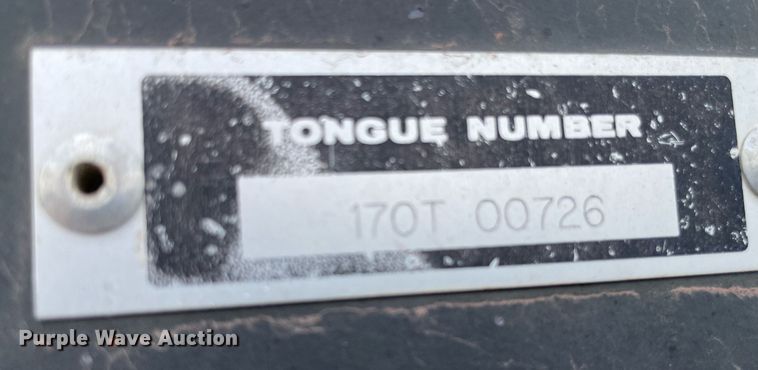 TONGUE NUMBER
170T 00726
Purple Wave Auction